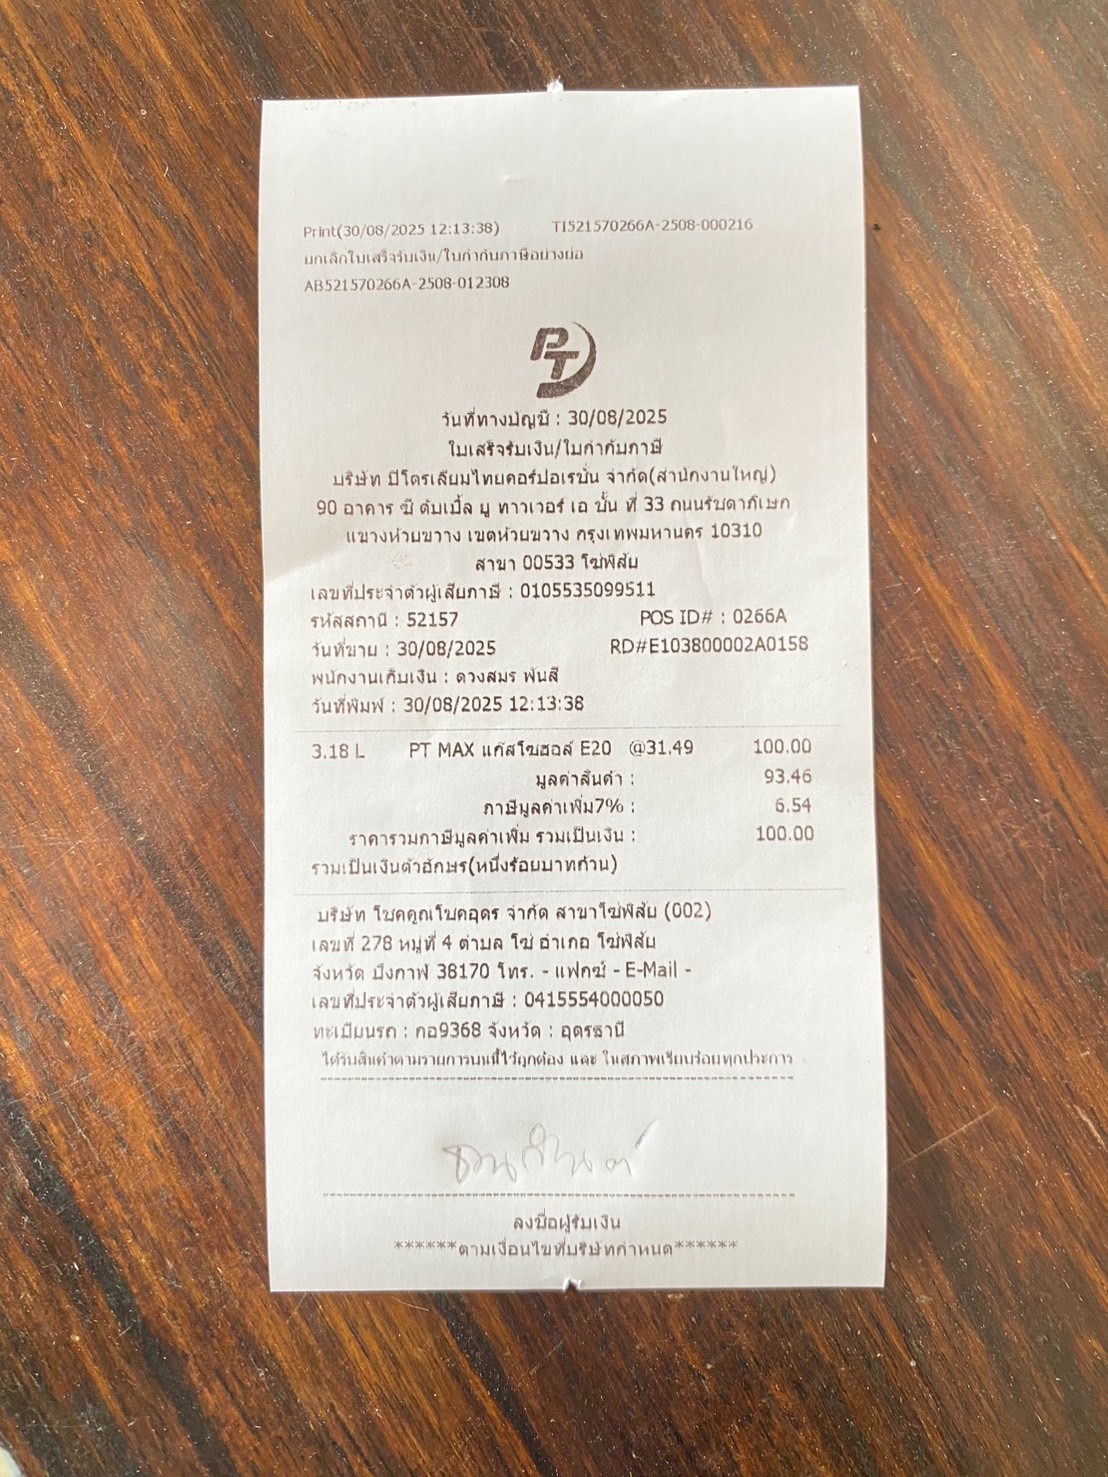 Print(30/08/2025 12:13:38) TI521570266A-2508-000216
ยกเลิกใบเสร็จรับเงิน/ใบกำกับภาษีอย่างย่อ
AB521570266A-2508-012308
PT
วันที่ทางบัญชี : 30/08/2025
ใบเสร็จรับเงิน/ใบกำกับภาษี
บริษัท ปิโตรเลียมไทยคอร์ปอเรชั่น จำกัด(สำนักงานใหญ่)
90 อาคาร ซี ดับเบิ้ล ยู ทาวเวอร์ เอ ชั้น ที่ 33 ถนนรัชดาภิเษก
แขวงห้วยขวาง เขตห้วยขวาง กรุงเทพมหานคร 10310
สาขา 00533 โซ่พิสัย
เลขที่ประจำตัวผู้เสียภาษี : 0105535099511
รหัสสถานี : 52157 POS ID# : 0266A
วันที่ขาย : 30/08/2025 RD#E103800002A0158
พนักงานเก็บเงิน : ดวงสมร พันสี
วันที่พิมพ์ : 30/08/2025 12:13:38
3.18 L PT MAX แก๊สโซฮอล์ E20 @31.49 100.00
มูลค่าสินค้า : 93.46
ภาษีมูลค่าเพิ่ม7% : 6.54
ราคารวมภาษีมูลค่าเพิ่ม รวมเป็นเงิน : 100.00
รวมเป็นเงินตัวอักษร(หนึ่งร้อยบาทถ้วน)
บริษัท โชคคูณโชคอุดร จำกัด สาขาโซ่พิสัย (002)
เลขที่ 278 หมู่ที่ 4 ตำบล โซ่ อำเภอ โซ่พิสัย
จังหวัด บึงกาฬ 38170 โทร. - แฟกซ์ - E-Mail -
เลขที่ประจำตัวผู้เสียภาษี : 0415554000050
ทะเบียนรถ : กอ9368 จังหวัด : อุดรธานี
ได้รับสินค้าตามรายการบนนี้ไว้ถูกต้อง และ ในสภาพเรียบร้อยทุกประการ
ลงชื่อผู้รับเงิน
******ตามเงื่อนไขที่บริษัทกำหนด******